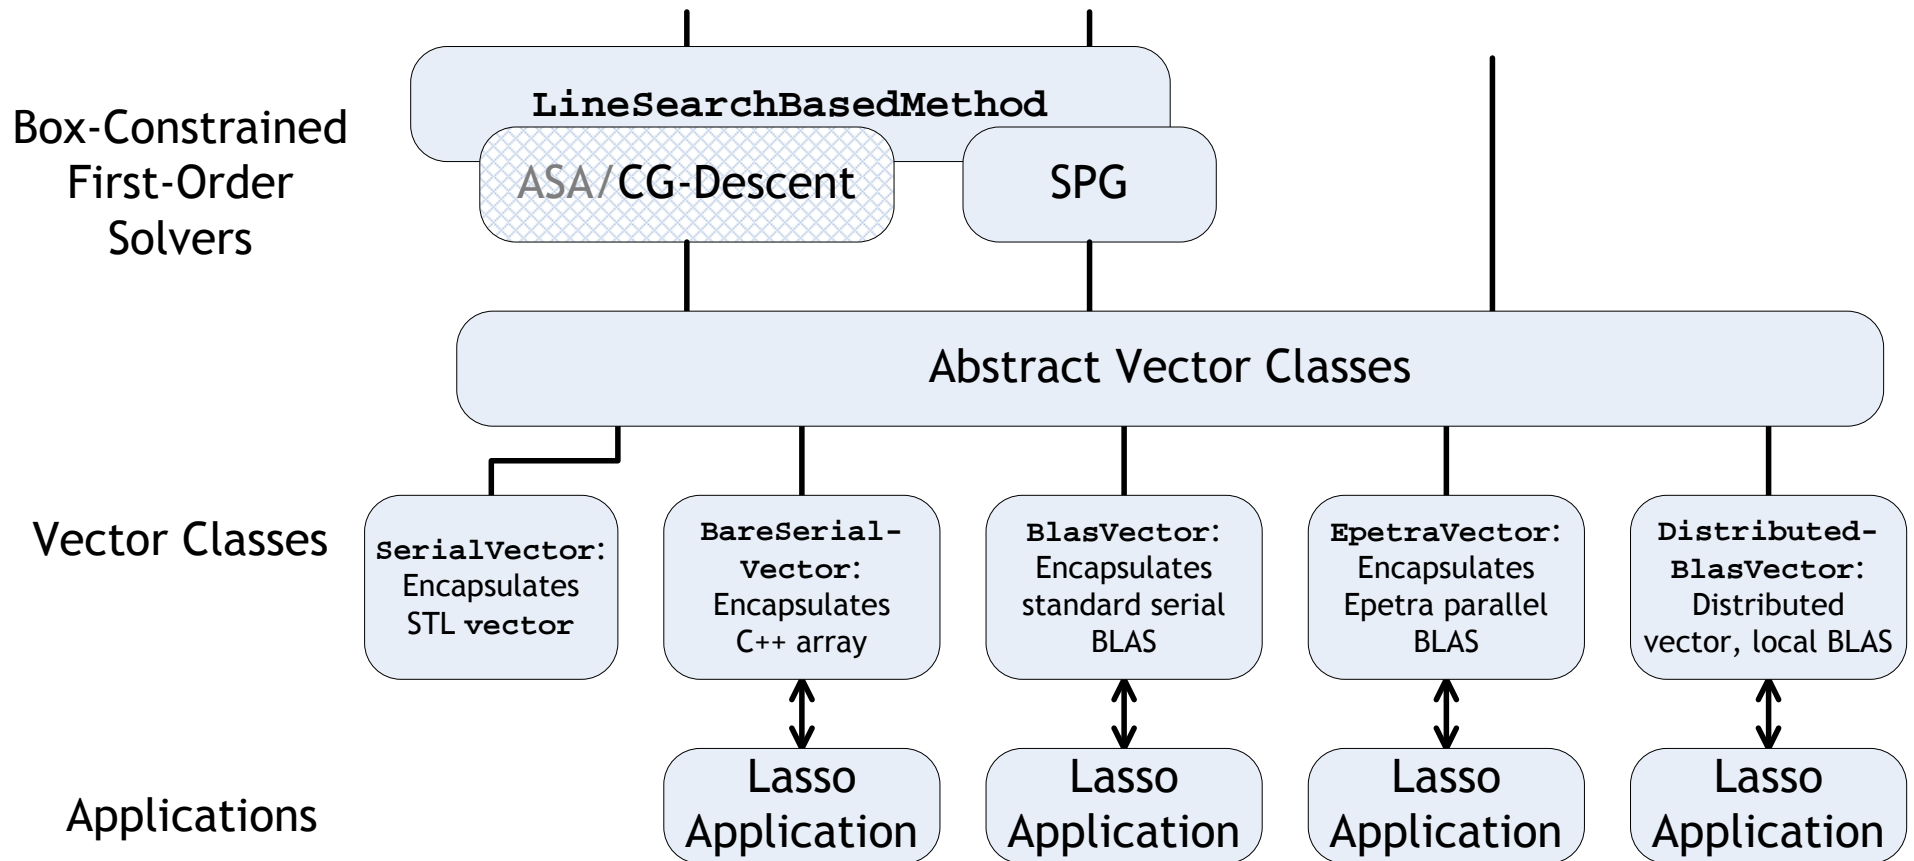 Box-Constrained
First-Order
Solvers
LineSearchBasedMethod
ASA/CG-Descent
SPG
Abstract Vector Classes
Vector Classes
SerialVector:
Encapsulates
STL vector
BareSerial-
Vector:
Encapsulates
C++ array
BlasVector:
Encapsulates
standard serial
BLAS
EpetraVector:
Encapsulates
Epetra parallel
BLAS
Distributed-
BlasVector:
Distributed
vector, local BLAS
Applications
Lasso
Application
Lasso
Application
Lasso
Application
Lasso
Application